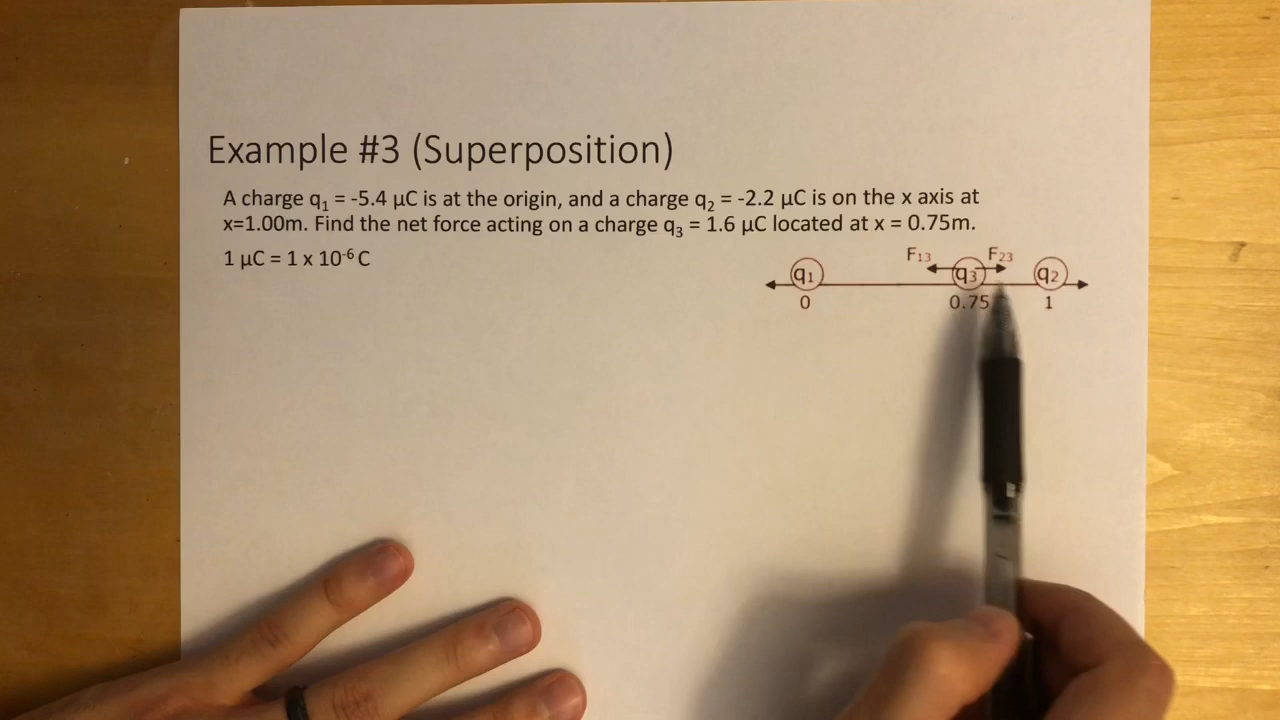 Example #3 (Superposition)
A charge q₁ = -5.4 µC is at the origin, and a charge q₂ = -2.2 µC is on the x axis at
x=1.00m. Find the net force acting on a charge q₃ = 1.6 µC located at x = 0.75m.
1 µC = 1 x 10⁻⁶ C
F₁₃ F₂₃
q₁ q₃ q₂
0 0.75 1